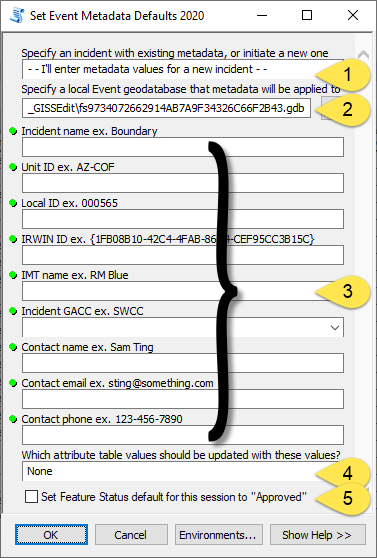 Set Event Metadata Defaults 2020
Specify an incident with existing metadata, or initiate a new one
- - I'll enter metadata values for a new incident - -
1
Specify a local Event geodatabase that metadata will be applied to
_GISSEdit\fs9734072662914AB7A9F34326C66F2B43.gdb
2
Incident name ex. Boundary
Unit ID ex. AZ-COF
Local ID ex. 000565
IRWIN ID ex. {1FB08B10-42C4-4FAB-86 4-CEF95CC3B15C}
IMT name ex. RM Blue
3
Incident GACC ex. SWCC
Contact name ex. Sam Ting
Contact email ex. sting@something.com
Contact phone ex. 123-456-7890
Which attribute table values should be updated with these values?
None
4
Set Feature Status default for this session to "Approved"
5
OK Cancel Environments... Show Help >>